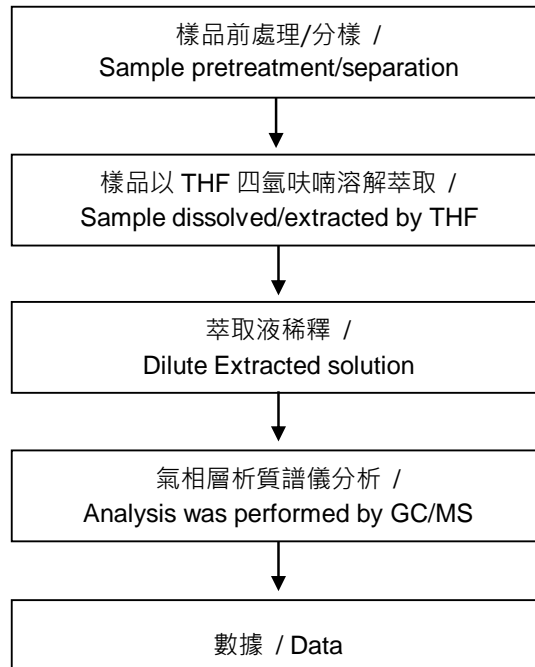 樣品前處理/分樣 /
Sample pretreatment/separation
樣品以 THF 四氫呋喃溶解萃取 /
Sample dissolved/extracted by THF
萃取液稀釋 /
Dilute Extracted solution
氣相層析質譜儀分析 /
Analysis was performed by GC/MS
數據 / Data